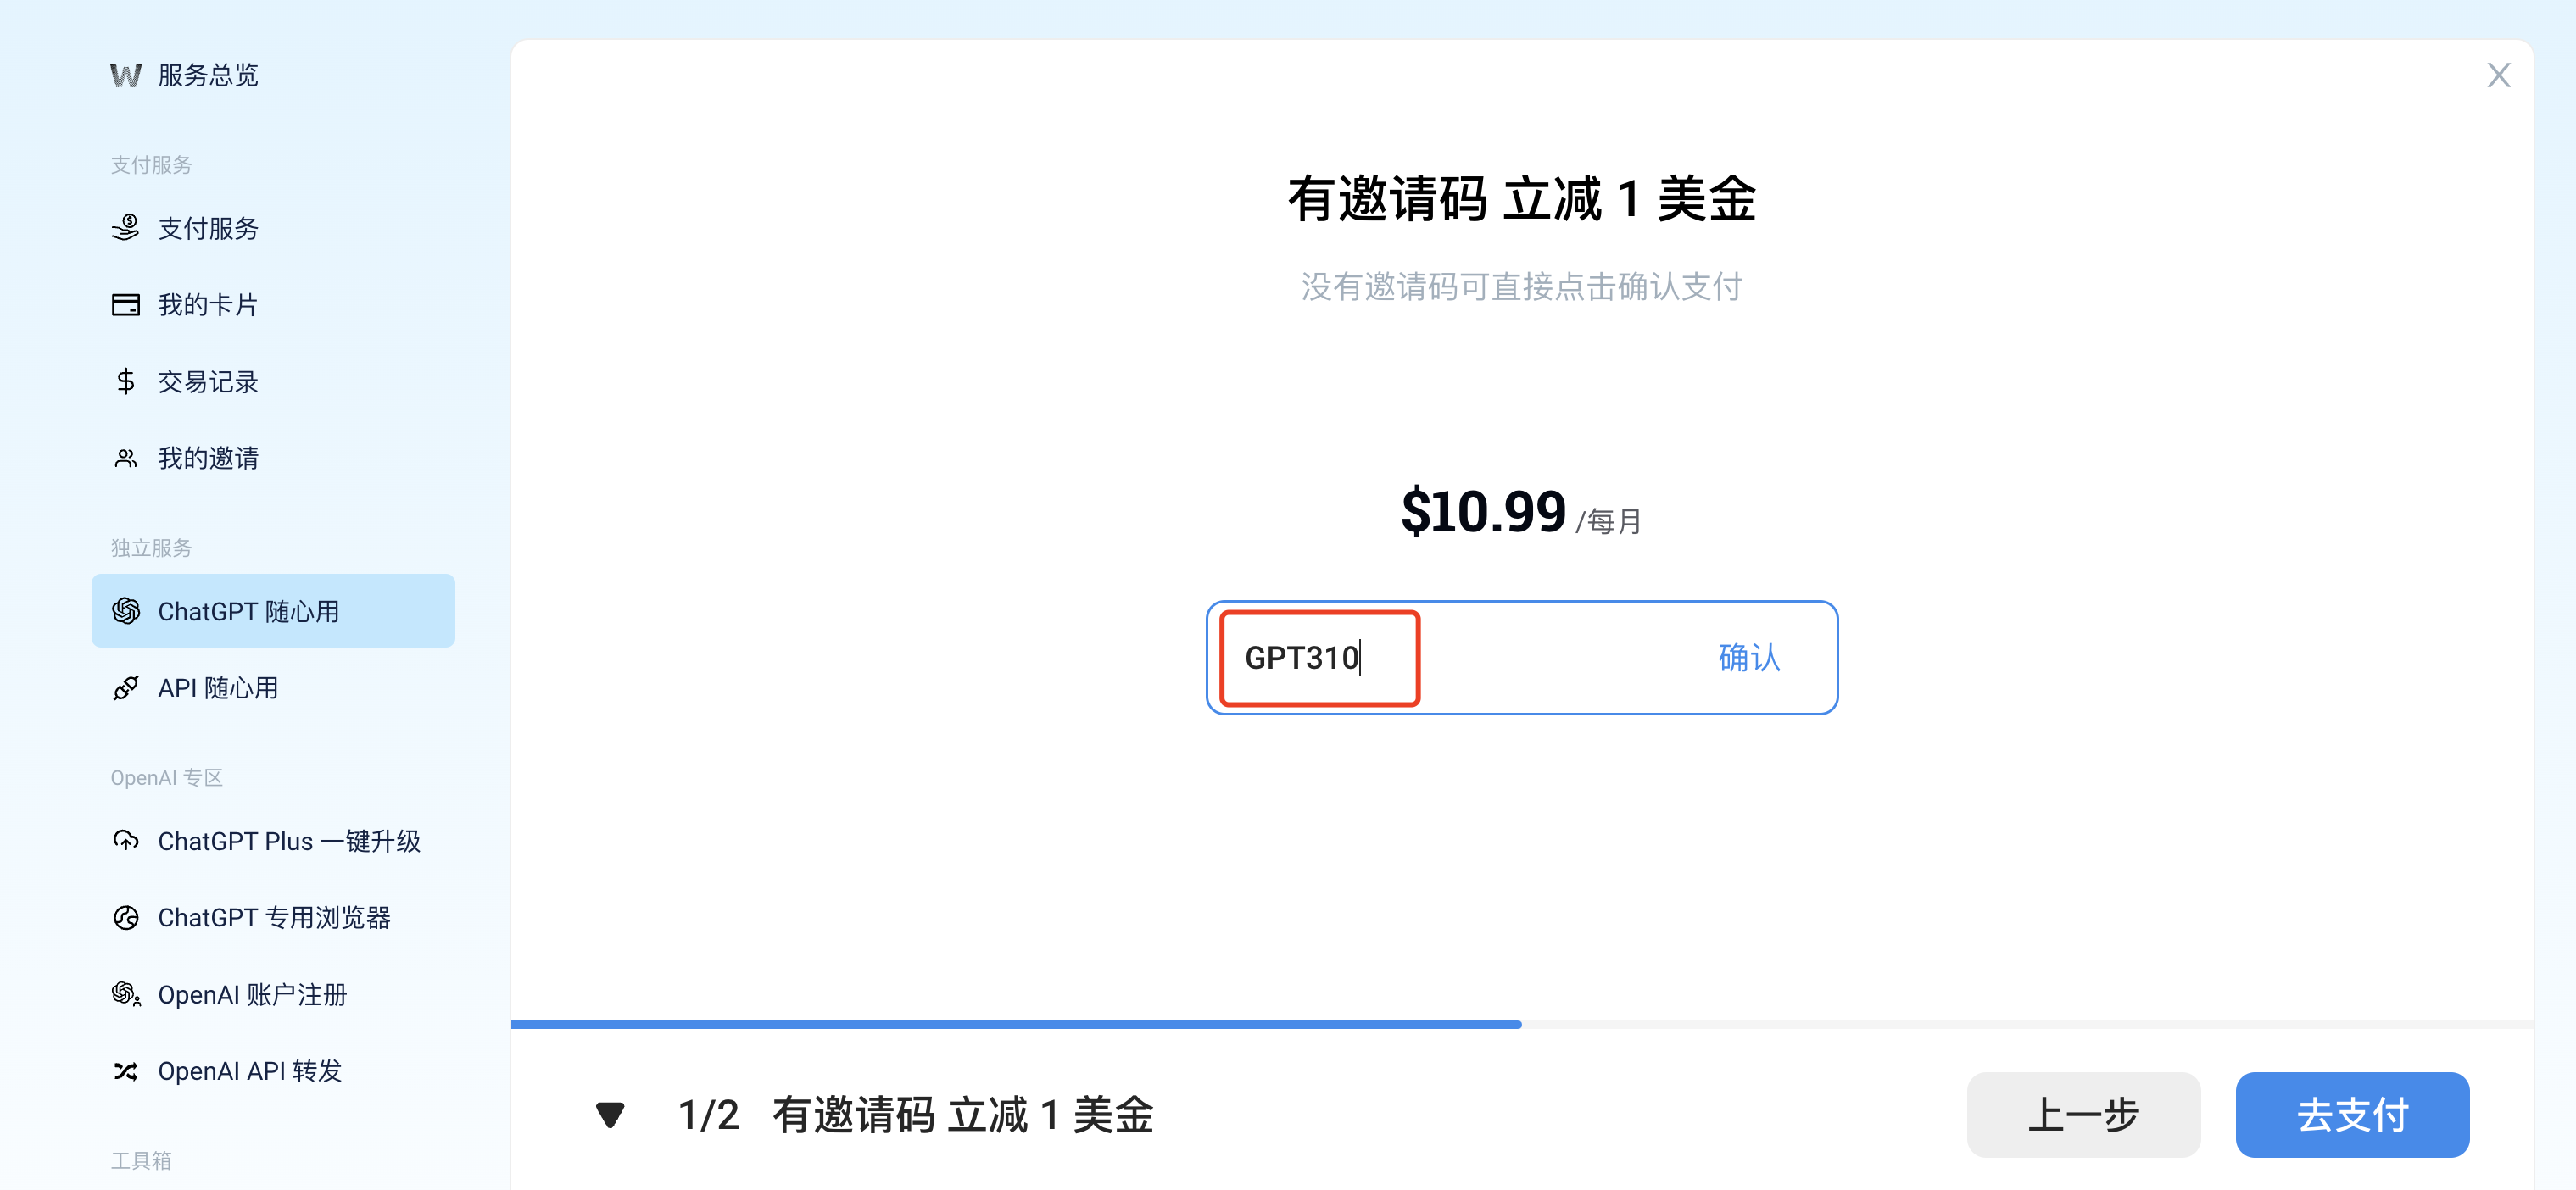 W 服务总览
支付服务
支付服务
我的卡片
交易记录
我的邀请
独立服务
ChatGPT 随心用
API 随心用
OpenAI 专区
ChatGPT Plus 一键升级
ChatGPT 专用浏览器
OpenAI 账户注册
OpenAI API 转发
工具箱
X
有邀请码 立减 1 美金
没有邀请码可直接点击确认支付
$10.99 /每月
GPT310 确认
1/2 有邀请码 立减 1 美金 上一步 去支付